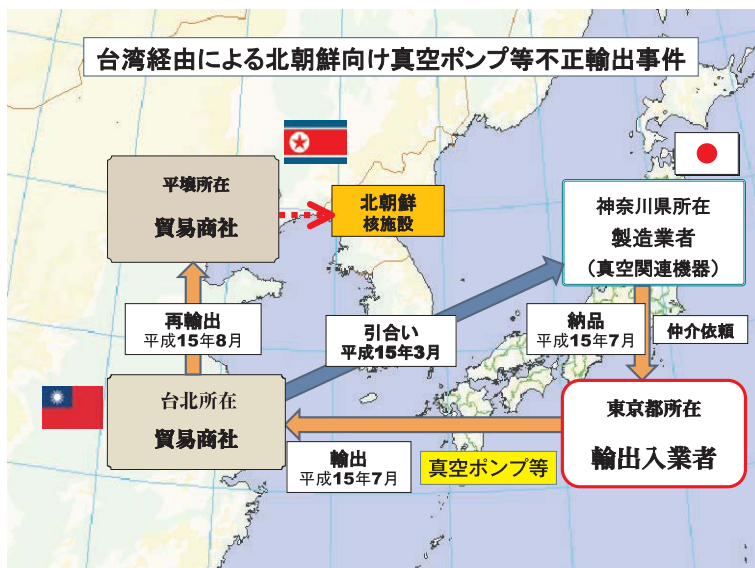 台湾経由による北朝鮮向け真空ポンプ等不正輸出事件
平壌所在
貿易商社
北朝鮮
核施設
神奈川県所在
製造業者
（真空関連機器）
再輸出
平成15年8月
引合い
平成15年3月
納品
平成15年7月
仲介依頼
台北所在
貿易商社
東京都所在
輸出入業者
輸出
平成15年7月
真空ポンプ等